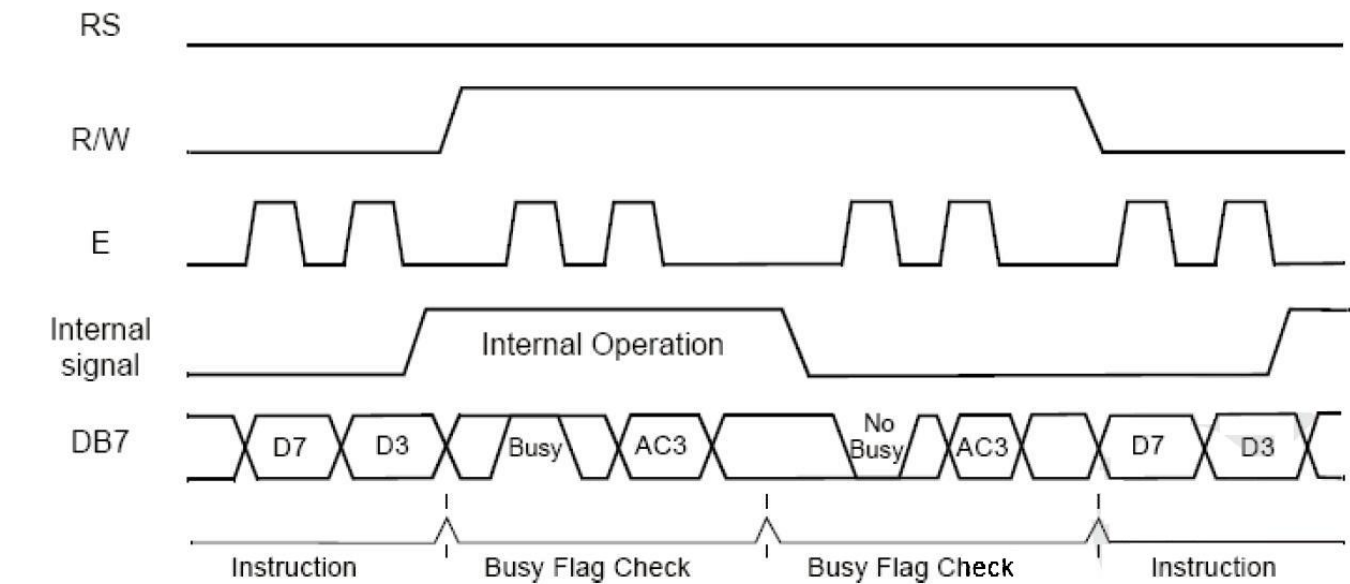 RS
R/W
E
Internal
signal
Internal Operation
DB7
D7
D3
Busy
AC3
No
Busy
AC3
D7
D3
Instruction
Busy Flag Check
Busy Flag Check
Instruction